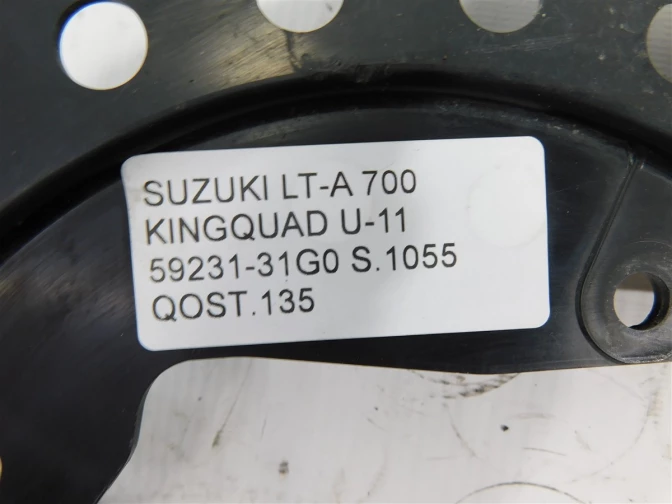 SUZUKI LT-A 700
KINGQUAD U-11
59231-31G0 S.1055
QOST.135